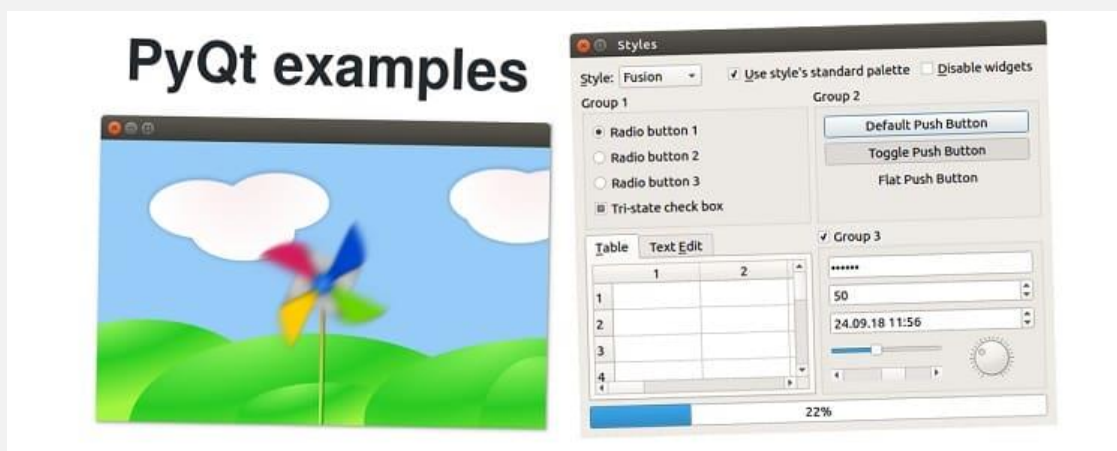 PyQt examples
Styles
Style: Fusion
Use style's standard palette
Disable widgets
Group 1
Radio button 1
Radio button 2
Radio button 3
Tri-state check box
Group 2
Default Push Button
Toggle Push Button
Flat Push Button
Table Text Edit
1 2
1
2
3
4
Group 3
••••••
50
24.09.18 11:56
22%